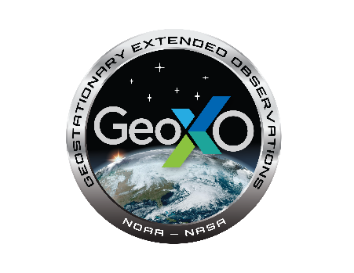 GEOSTATIONARY EXTENDED OBSERVATIONS
GeoXO
NOAA – NASA